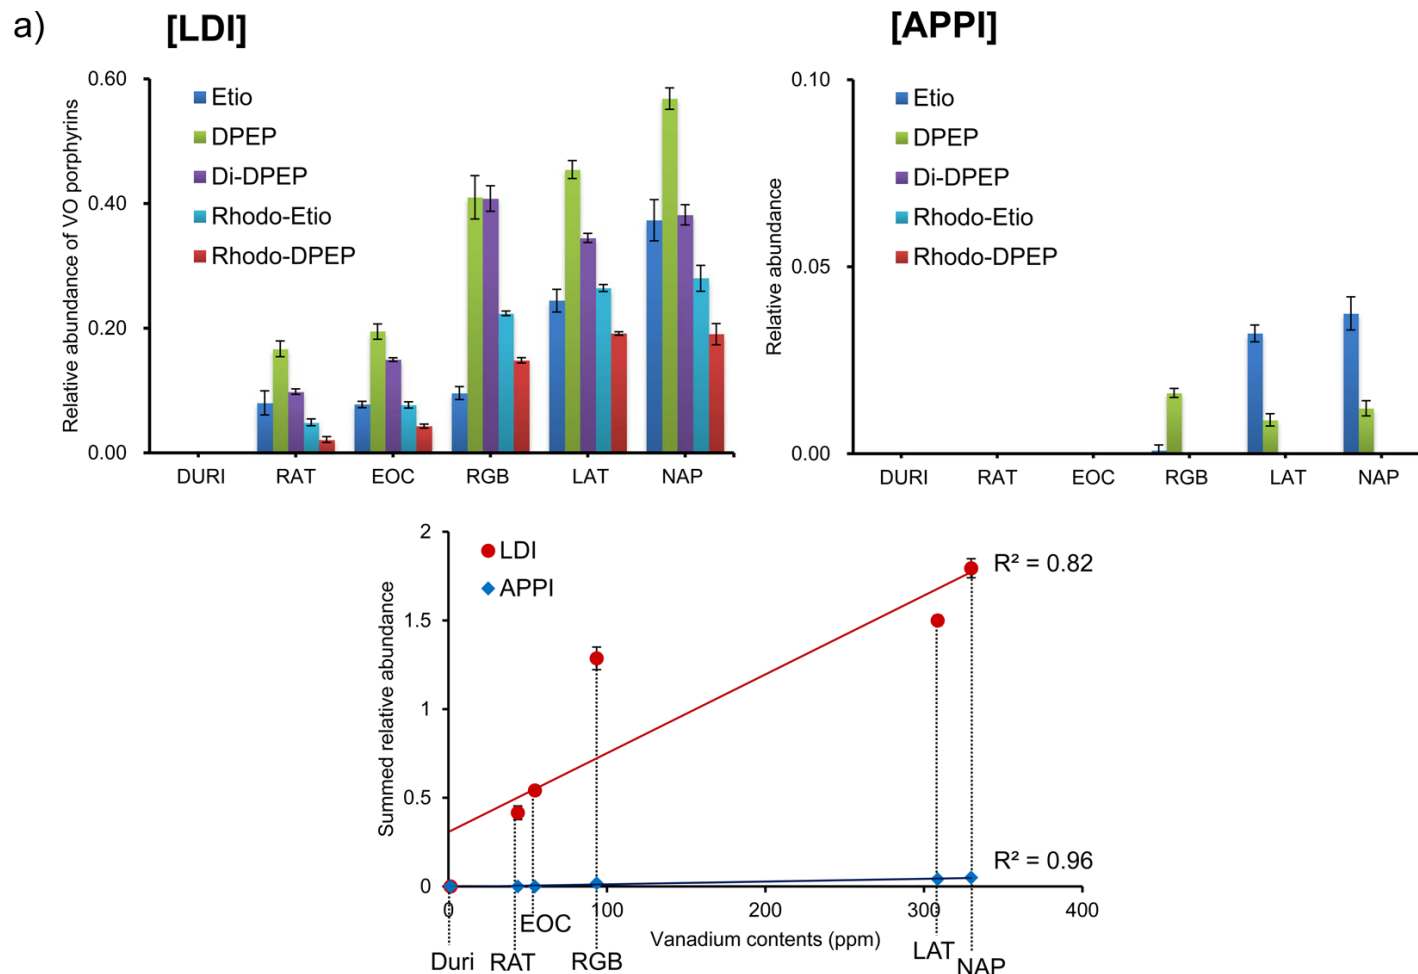 a)
[LDI]
Relative abundance of VO porphyrins
0.60
0.40
0.20
0.00
Etio
DPEP
Di-DPEP
Rhodo-Etio
Rhodo-DPEP
DURI RAT EOC RGB LAT NAP
[APPI]
Relative abundance
0.10
0.05
0.00
Etio
DPEP
Di-DPEP
Rhodo-Etio
Rhodo-DPEP
DURI RAT EOC RGB LAT NAP
Summed relative abundance
2
1.5
1
0.5
0
LDI
APPI
R² = 0.82
R² = 0.96
0 100 200 300 400
EOC
Vanadium contents (ppm)
Duri RAT RGB LAT NAP